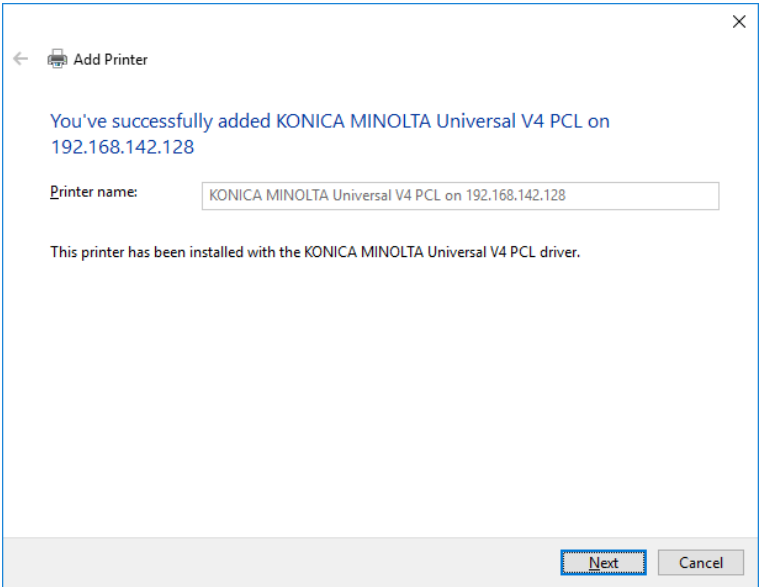 Add Printer
You've successfully added KONICA MINOLTA Universal V4 PCL on
192.168.142.128
Printer name:
KONICA MINOLTA Universal V4 PCL on 192.168.142.128
This printer has been installed with the KONICA MINOLTA Universal V4 PCL driver.
Next
Cancel